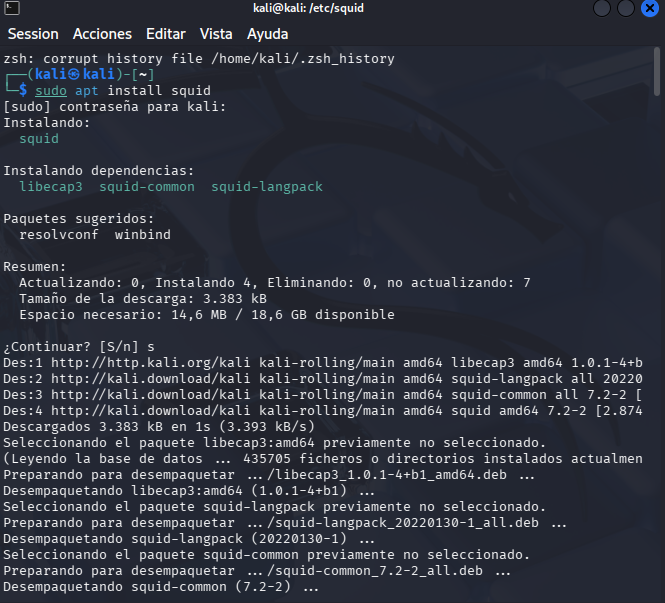 kali@kali: /etc/squid
Session Acciones Editar Vista Ayuda
zsh: corrupt history file /home/kali/.zsh_history
┌──(kali㉿kali)-[~]
└─$ sudo apt install squid
[sudo] contraseña para kali:
Instalando:
  squid

Instalando dependencias:
  libecap3  squid-common  squid-langpack

Paquetes sugeridos:
  resolvconf  winbind

Resumen:
  Actualizando: 0, Instalando 4, Eliminando: 0, no actualizando: 7
  Tamaño de la descarga: 3.383 kB
  Espacio necesario: 14,6 MB / 18,6 GB disponible

¿Continuar? [S/n] s
Des:1 http://http.kali.org/kali kali-rolling/main amd64 libecap3 amd64 1.0.1-4+b
Des:2 http://kali.download/kali kali-rolling/main amd64 squid-langpack all 20220
Des:3 http://kali.download/kali kali-rolling/main amd64 squid-common all 7.2-2 [
Des:4 http://kali.download/kali kali-rolling/main amd64 squid amd64 7.2-2 [2.874
Descargados 3.383 kB en 1s (3.393 kB/s)
Seleccionando el paquete libecap3:amd64 previamente no seleccionado.
(Leyendo la base de datos ... 435705 ficheros o directorios instalados actualmen
Preparando para desempaquetar .../libecap3_1.0.1-4+b1_amd64.deb ...
Desempaquetando libecap3:amd64 (1.0.1-4+b1) ...
Seleccionando el paquete squid-langpack previamente no seleccionado.
Preparando para desempaquetar .../squid-langpack_20220130-1_all.deb ...
Desempaquetando squid-langpack (20220130-1) ...
Seleccionando el paquete squid-common previamente no seleccionado.
Preparando para desempaquetar .../squid-common_7.2-2_all.deb ...
Desempaquetando squid-common (7.2-2) ...